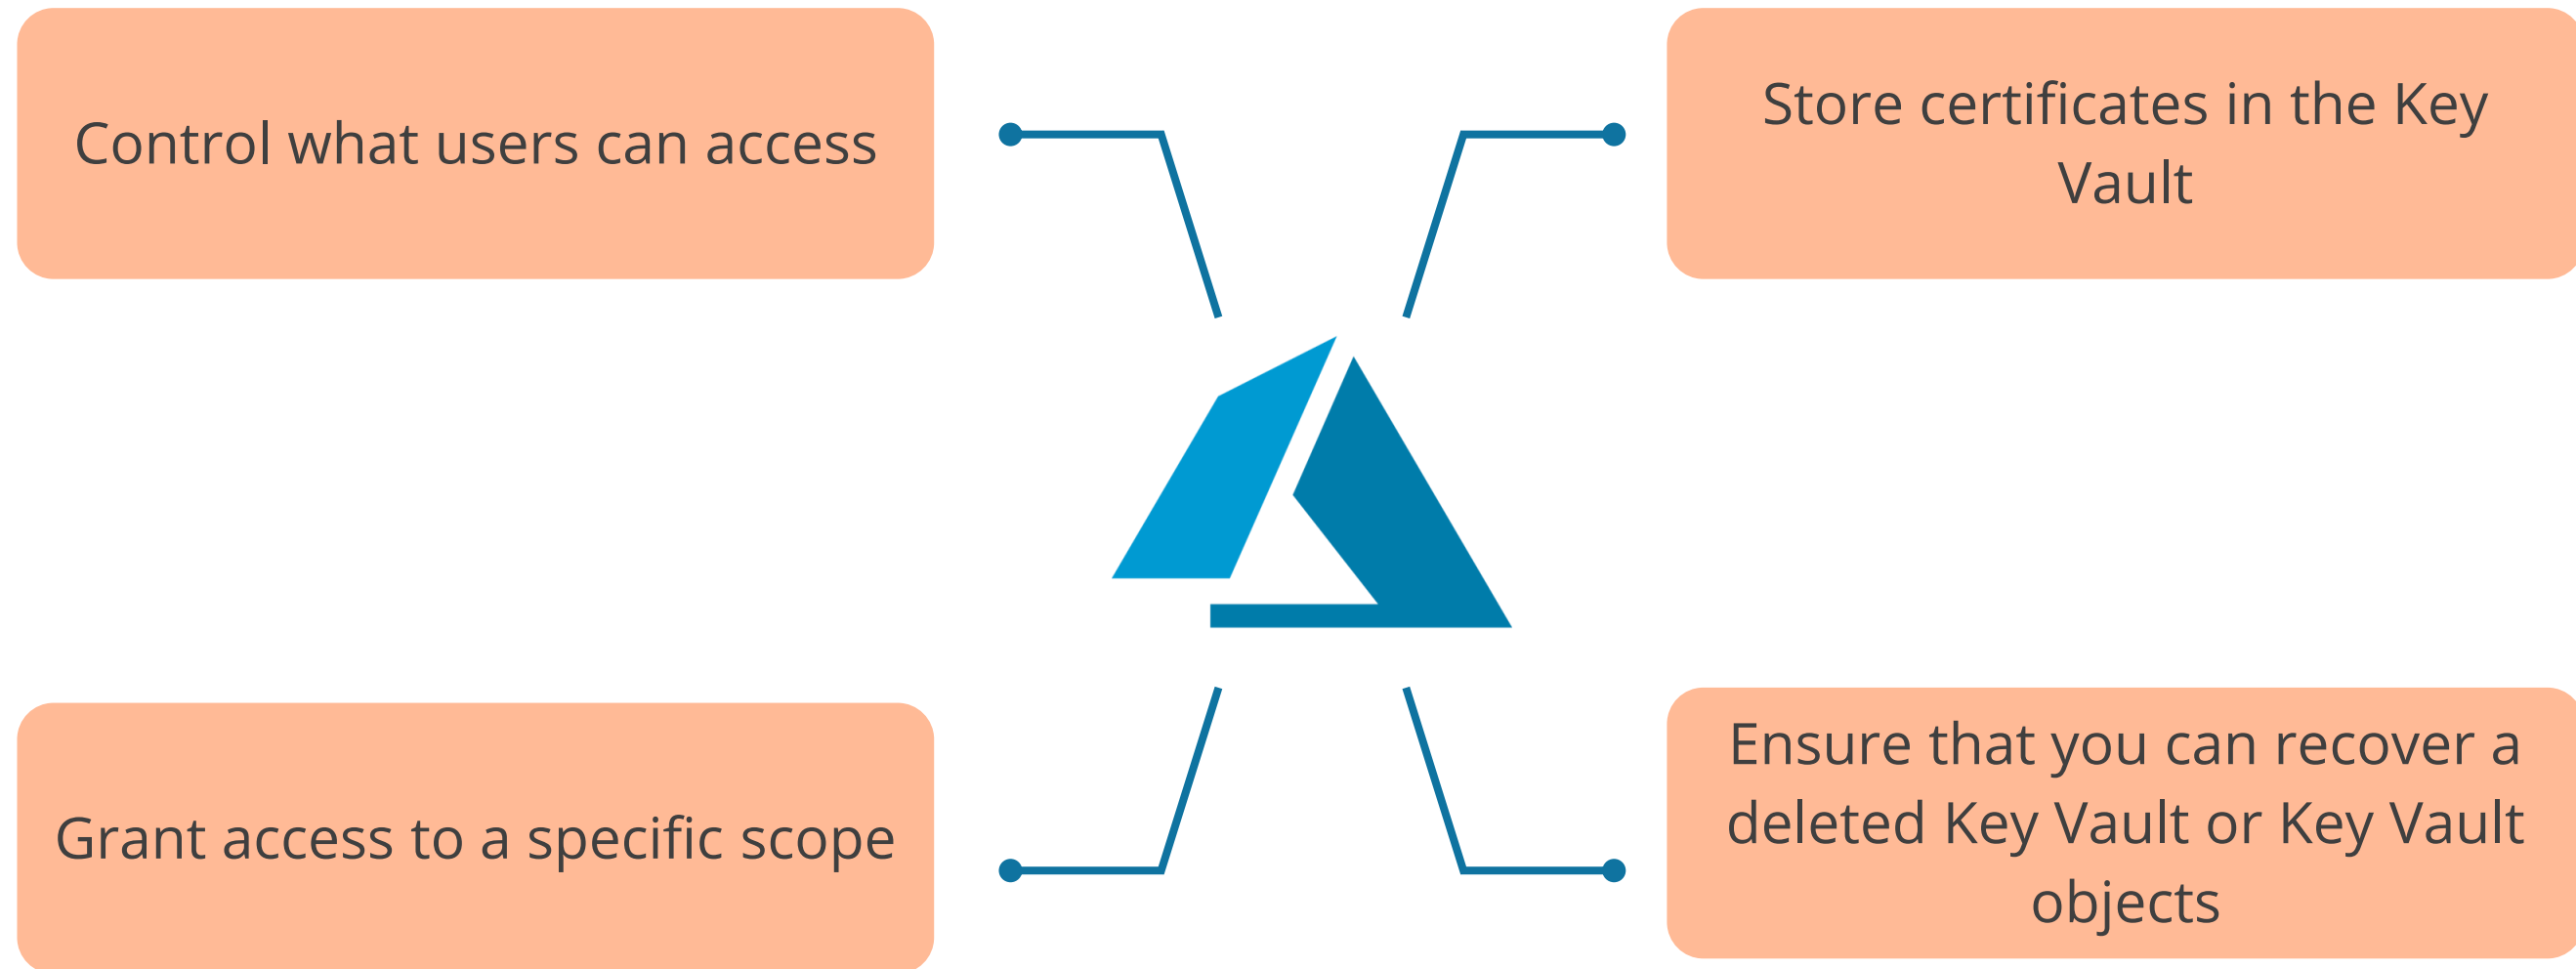 Control what users can access
Store certificates in the Key
Vault
Grant access to a specific scope
Ensure that you can recover a
deleted Key Vault or Key Vault
objects